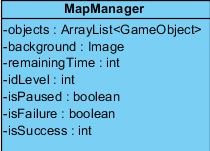 MapManager
-objects : ArrayList<GameObject>
-background : Image
-remainingTime : int
-idLevel : int
-isPaused : boolean
-isFailure : boolean
-isSuccess : int